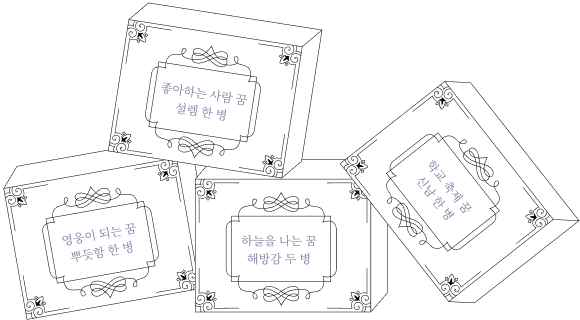 좋아하는 사람 꿈
설렘 한 병
영웅이 되는 꿈
뿌듯함 한 병
하늘을 나는 꿈
해방감 두 병
학교 축제 꿈
신남 한 병